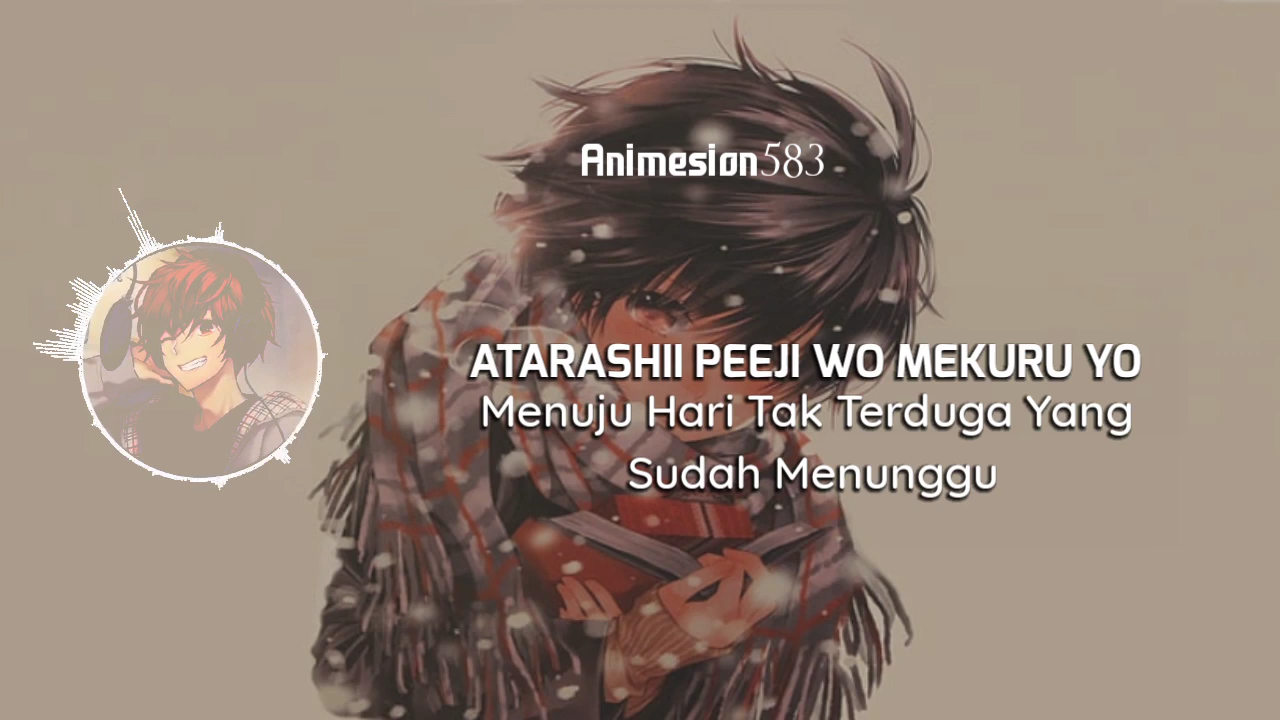 Animesion583
ATARASHII PEEJI WO MEKURU YO
Menuju Hari Tak Terduga Yang
Sudah Menunggu